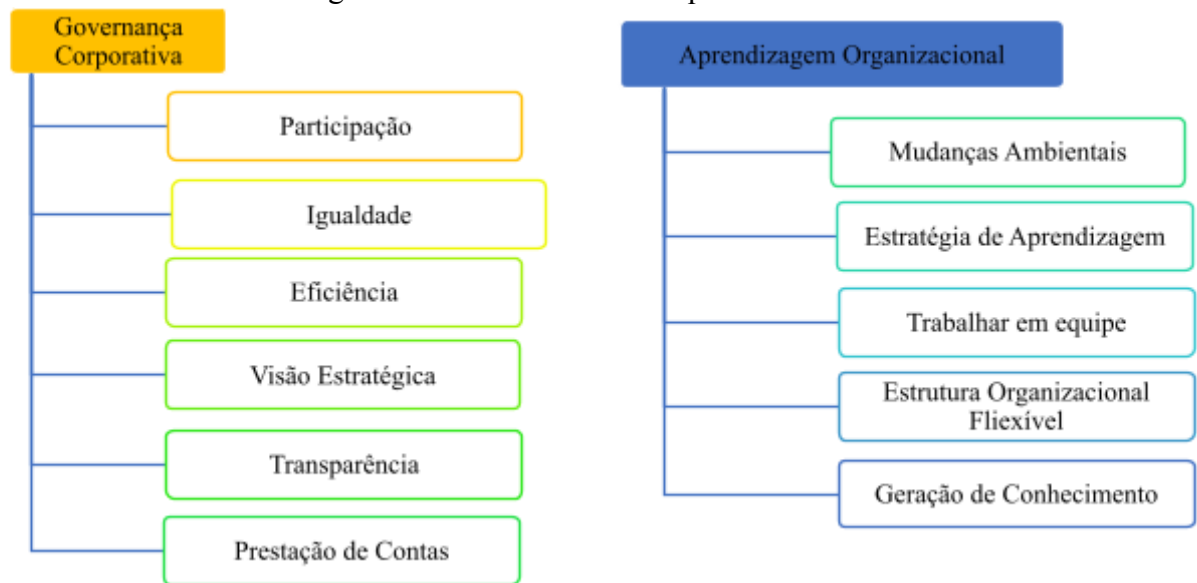 Governança
Corporativa
Participação
Igualdade
Eficiência
Visão Estratégica
Transparência
Prestação de Contas
Aprendizagem Organizacional
Mudanças Ambientais
Estratégia de Aprendizagem
Trabalhar em equipe
Estrutura Organizacional
Fliexível
Geração de Conhecimento